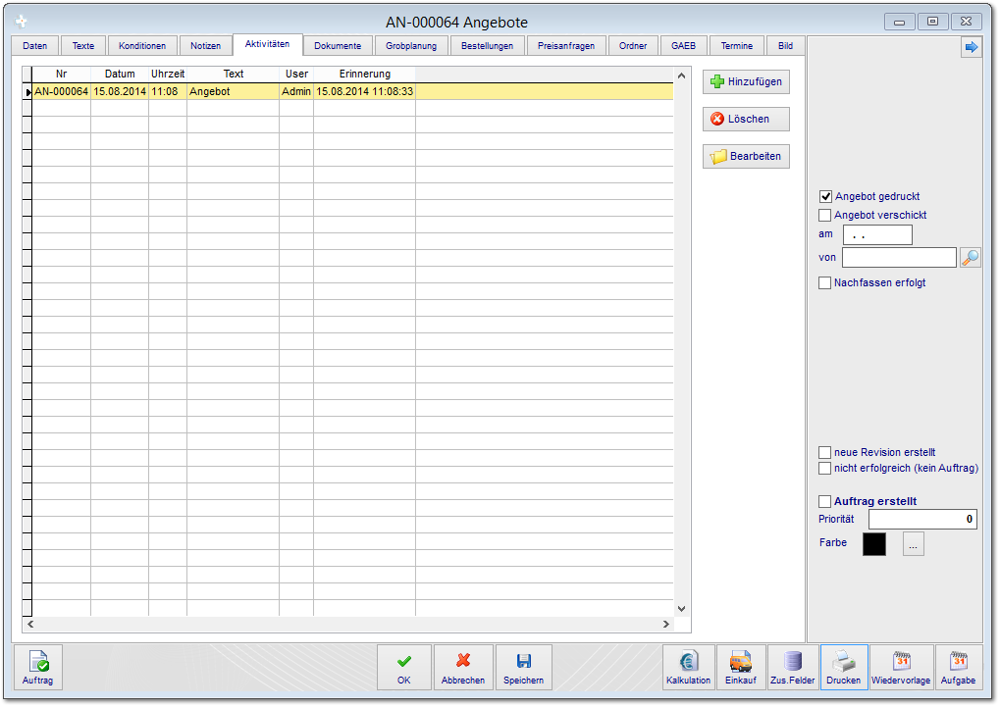 AN-000064 Angebote
Daten Texte Konditionen Notizen Aktivitäten Dokumente Grobplanung Bestellungen Preisanfragen Ordner GAEB Termine Bild
Nr Datum Uhrzeit Text User Erinnerung
AN-000064 15.08.2014 11:08 Angebot Admin 15.08.2014 11:08:33
Hinzufügen
Löschen
Bearbeiten
Angebot gedruckt
Angebot verschickt
am . .
von
Nachfassen erfolgt
neue Revision erstellt
nicht erfolgreich (kein Auftrag)
Auftrag erstellt
Priorität 0
Farbe ...
Auftrag OK Abbrechen Speichern Kalkulation Einkauf Zus.Felder Drucken 31 Wiedervorlage 31 Aufgabe